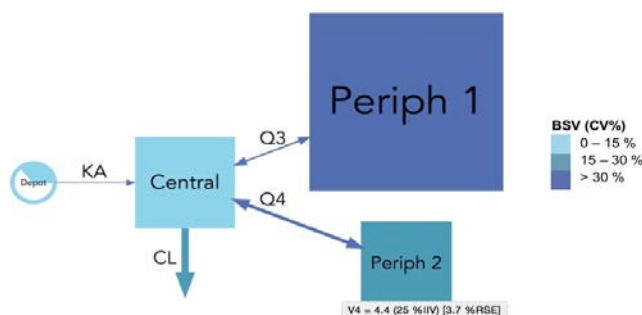 Periph 1
BSV (CV%)
0 – 15 %
15 – 30 %
> 30 %
Q3
KA
Depot
Central
Q4
CL
Periph 2
V4 = 4.4 (25 %IIV) [3.7 %RSE]